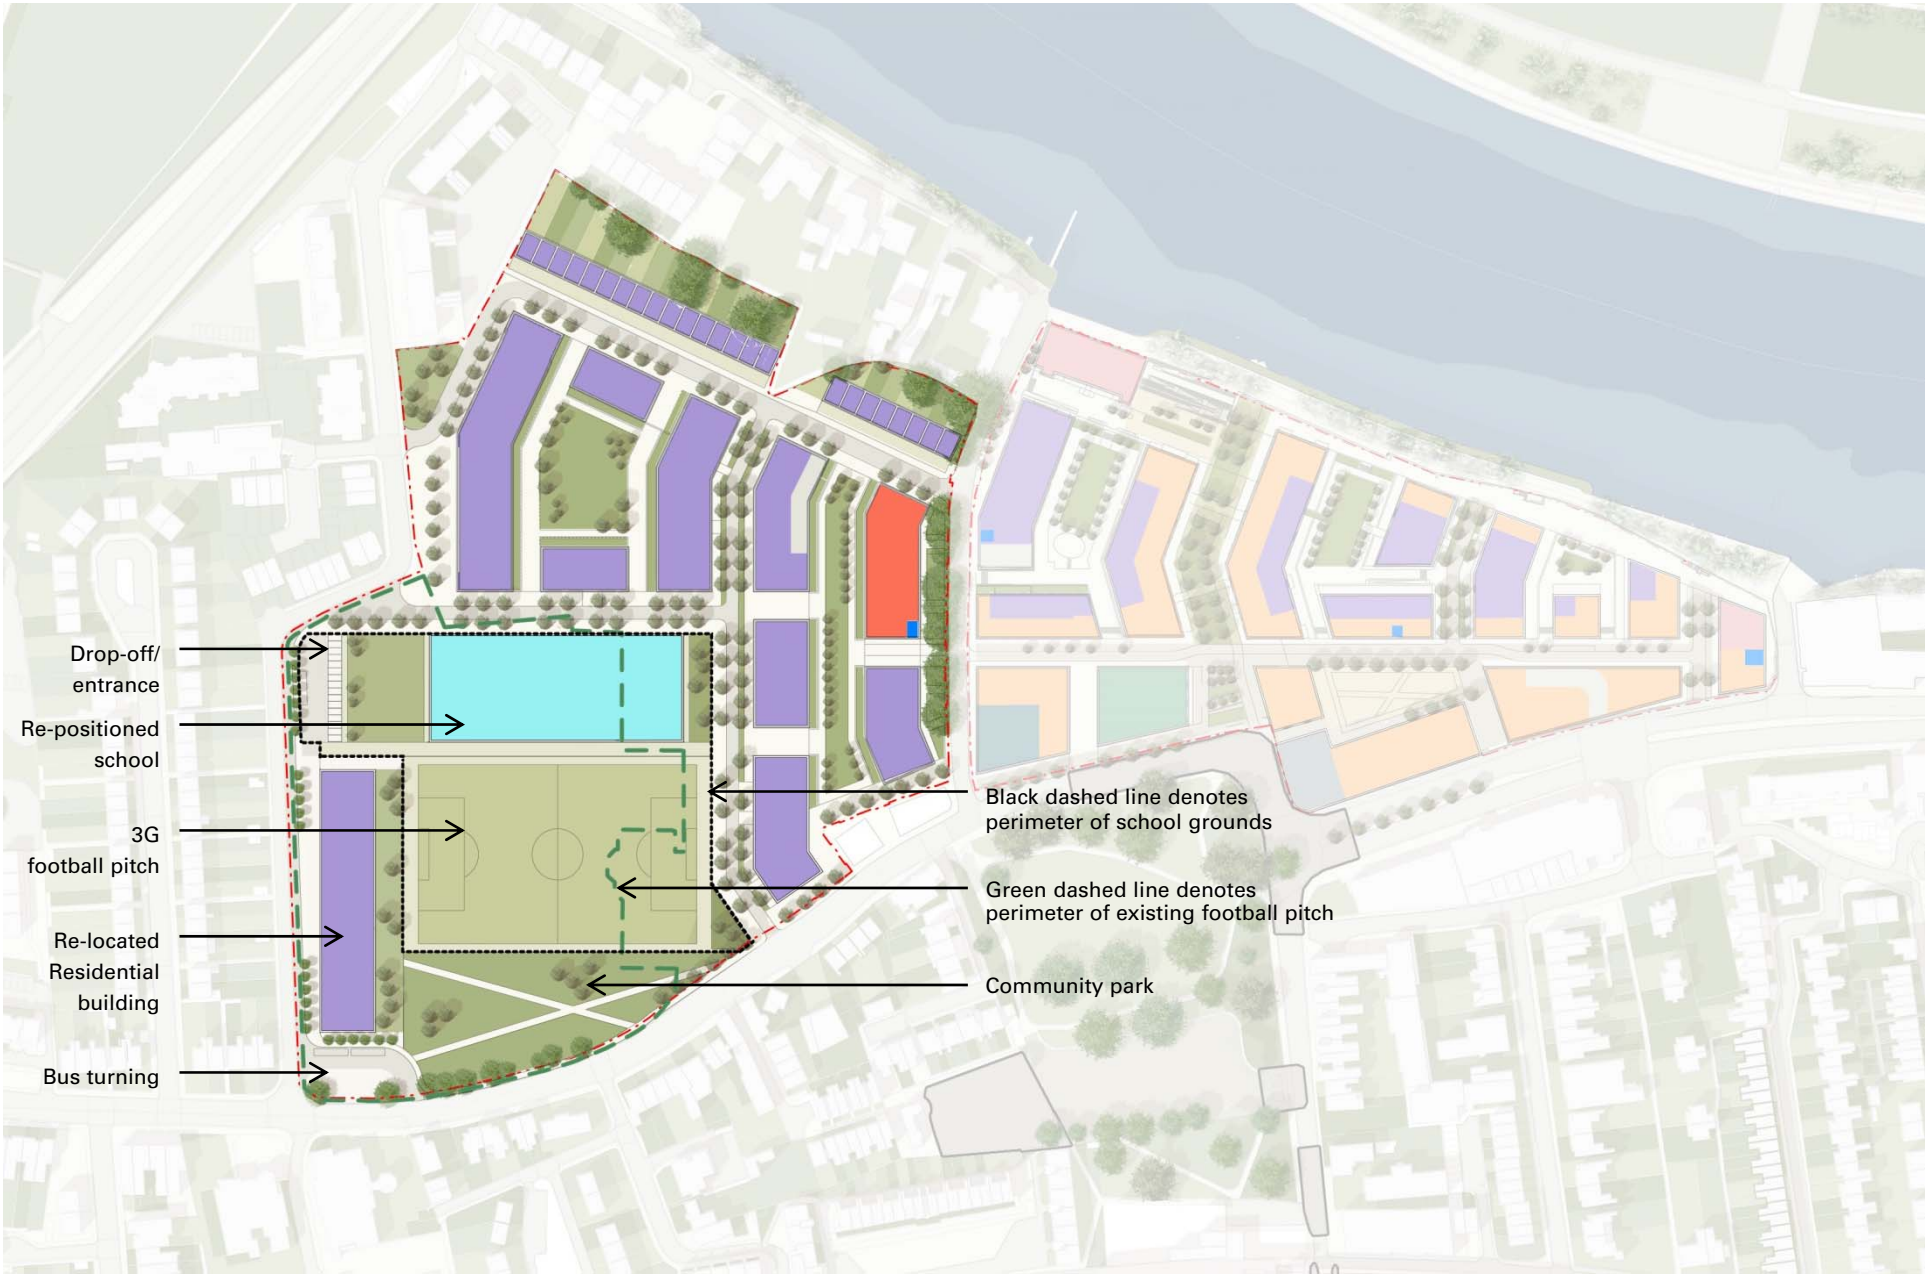 Drop-off/
entrance
Re-positioned
school
3G
football pitch
Re-located
Residential
building
Bus turning
Black dashed line denotes
perimeter of school grounds
Green dashed line denotes
perimeter of existing football pitch
Community park